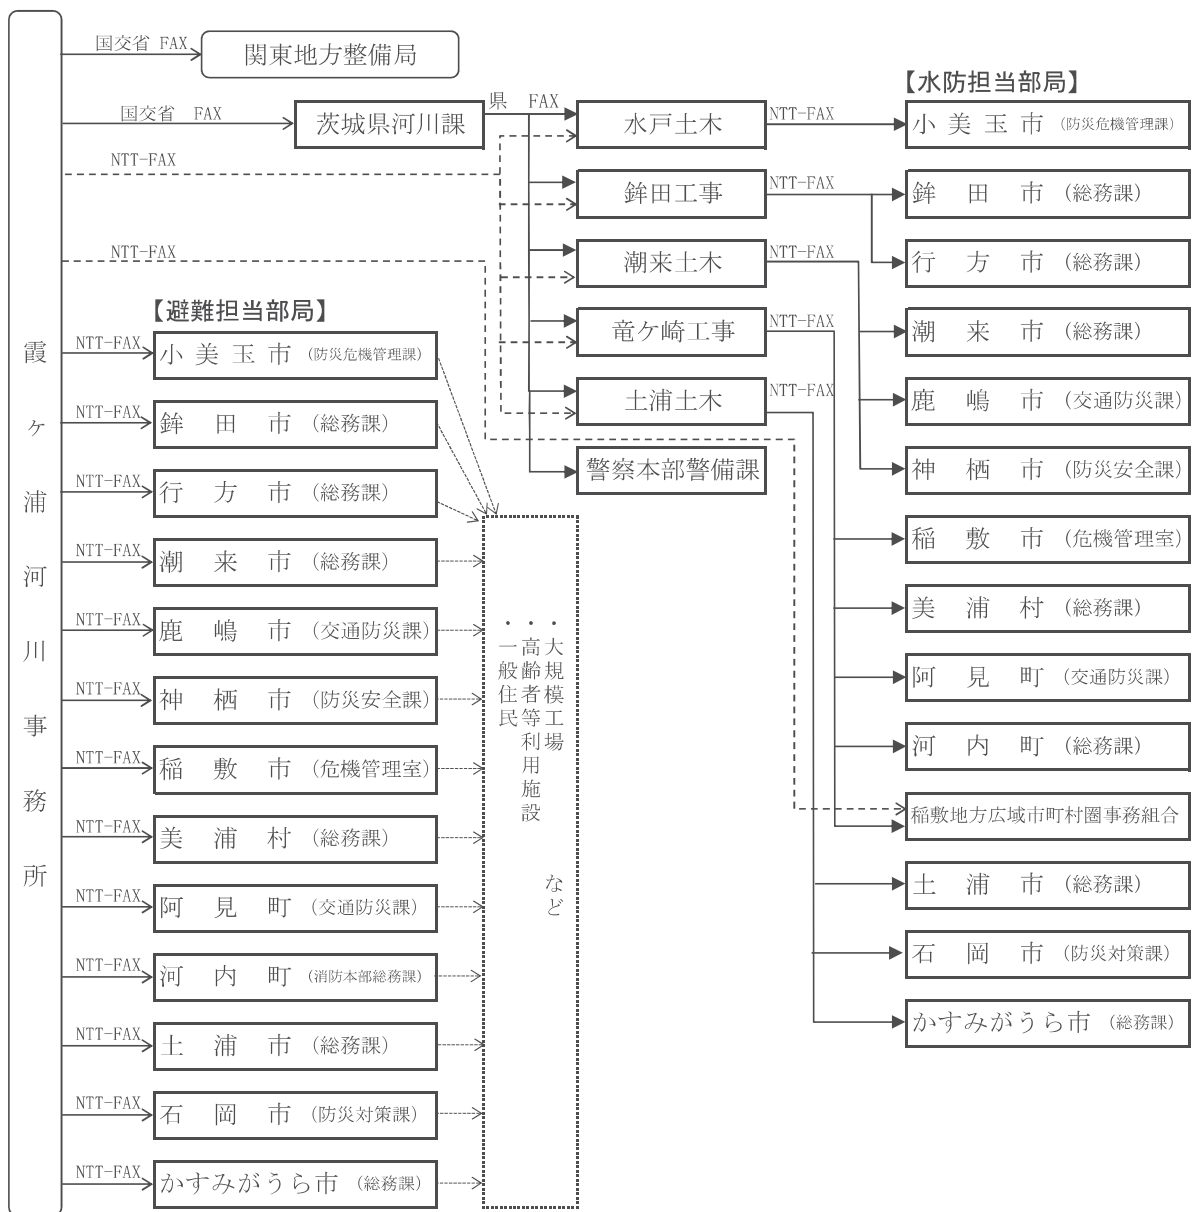 霞ヶ浦河川事務所
国交省 FAX
関東地方整備局
国交省 FAX
茨城県河川課
県 FAX
NTT-FAX
NTT-FAX
水戸土木
鉾田工事
潮来土木
竜ケ崎工事
土浦土木
警察本部警備課
NTT-FAX
NTT-FAX
NTT-FAX
NTT-FAX
NTT-FAX
【水防担当部局】
小美玉市 (防災危機管理課)
鉾田市 (総務課)
行方市 (総務課)
潮来市 (総務課)
鹿嶋市 (交通防災課)
神栖市 (防災安全課)
稲敷市 (危機管理室)
美浦村 (総務課)
阿見町 (交通防災課)
河内町 (総務課)
稲敷地方広域市町村圏事務組合
土浦市 (総務課)
石岡市 (防災対策課)
かすみがうら市 (総務課)
【避難担当部局】
NTT-FAX 小美玉市 (防災危機管理課)
NTT-FAX 鉾田市 (総務課)
NTT-FAX 行方市 (総務課)
NTT-FAX 潮来市 (総務課)
NTT-FAX 鹿嶋市 (交通防災課)
NTT-FAX 神栖市 (防災安全課)
NTT-FAX 稲敷市 (危機管理室)
NTT-FAX 美浦村 (総務課)
NTT-FAX 阿見町 (交通防災課)
NTT-FAX 河内町 (消防本部総務課)
NTT-FAX 土浦市 (総務課)
NTT-FAX 石岡市 (防災対策課)
NTT-FAX かすみがうら市 (総務課)
・大規模工場 など
・高齢者等利用施設
・一般住民